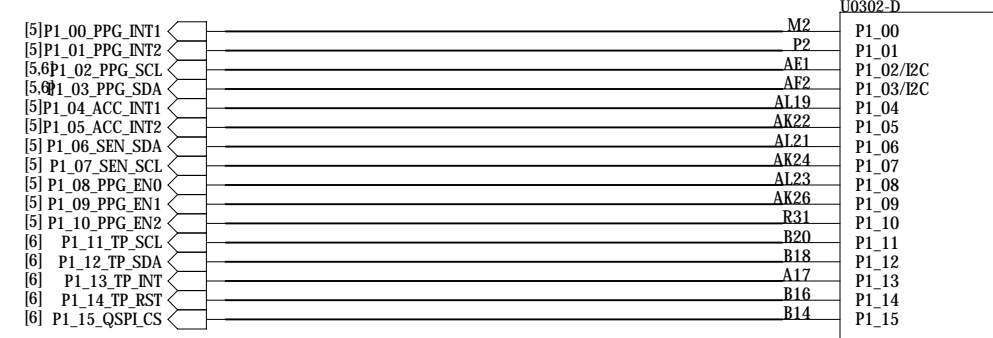 U0302-D
[5]P1_00_PPG_INT1 M2 P1_00
[5]P1_01_PPG_INT2 P2 P1_01
[5,6]P1_02_PPG_SCL AE1 P1_02/I2C
[5,6]P1_03_PPG_SDA AF2 P1_03/I2C
[5]P1_04_ACC_INT1 AL19 P1_04
[5]P1_05_ACC_INT2 AK22 P1_05
[5] P1_06_SEN_SDA AL21 P1_06
[5] P1_07_SEN_SCL AK24 P1_07
[5] P1_08_PPG_EN0 AL23 P1_08
[5] P1_09_PPG_EN1 AK26 P1_09
[5] P1_10_PPG_EN2 R31 P1_10
[6] P1_11_TP_SCL B20 P1_11
[6] P1_12_TP_SDA B18 P1_12
[6] P1_13_TP_INT A17 P1_13
[6] P1_14_TP_RST B16 P1_14
[6] P1_15_QSPI_CS B14 P1_15